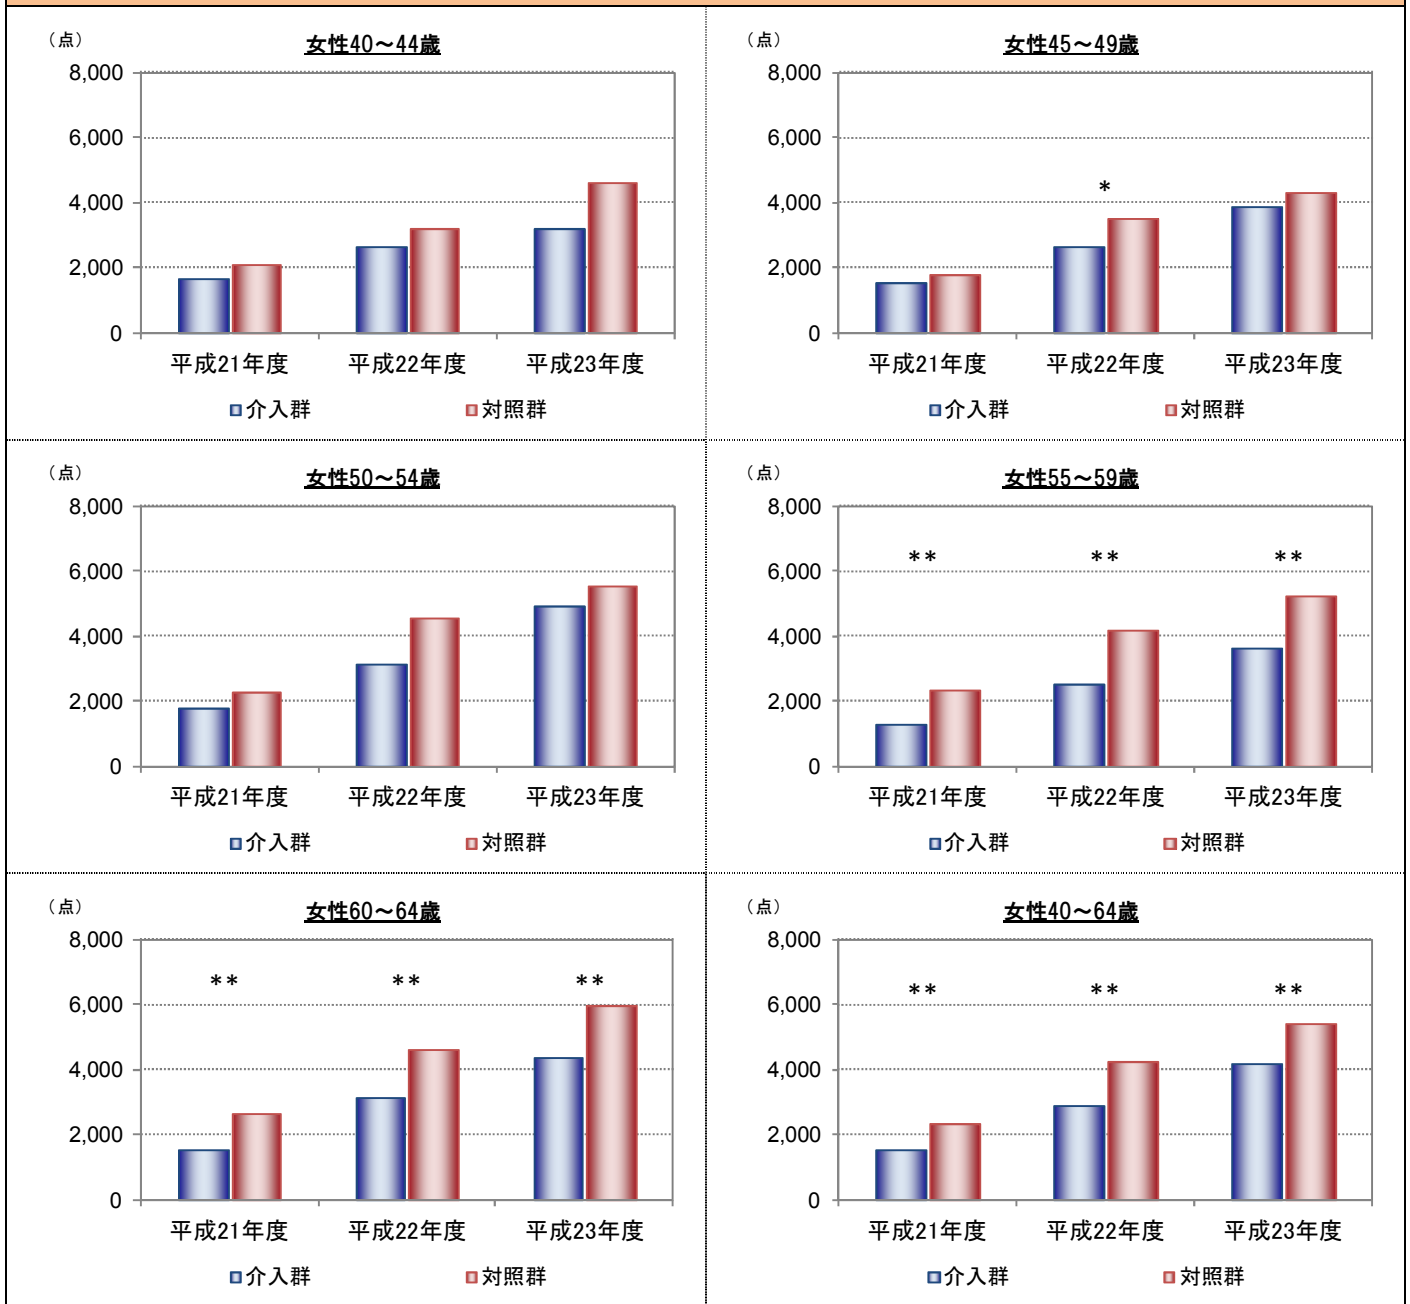 （点）
女性40～44歳
8,000
6,000
4,000
2,000
0
平成21年度 平成22年度 平成23年度
介入群 対照群
（点）
女性45～49歳
8,000
6,000
*
4,000
2,000
0
平成21年度 平成22年度 平成23年度
介入群 対照群
（点）
女性50～54歳
8,000
6,000
4,000
2,000
0
平成21年度 平成22年度 平成23年度
介入群 対照群
（点）
女性55～59歳
8,000
** ** **
6,000
4,000
2,000
0
平成21年度 平成22年度 平成23年度
介入群 対照群
（点）
女性60～64歳
8,000
** ** **
6,000
4,000
2,000
0
平成21年度 平成22年度 平成23年度
介入群 対照群
（点）
女性40～64歳
8,000
** ** **
6,000
4,000
2,000
0
平成21年度 平成22年度 平成23年度
介入群 対照群